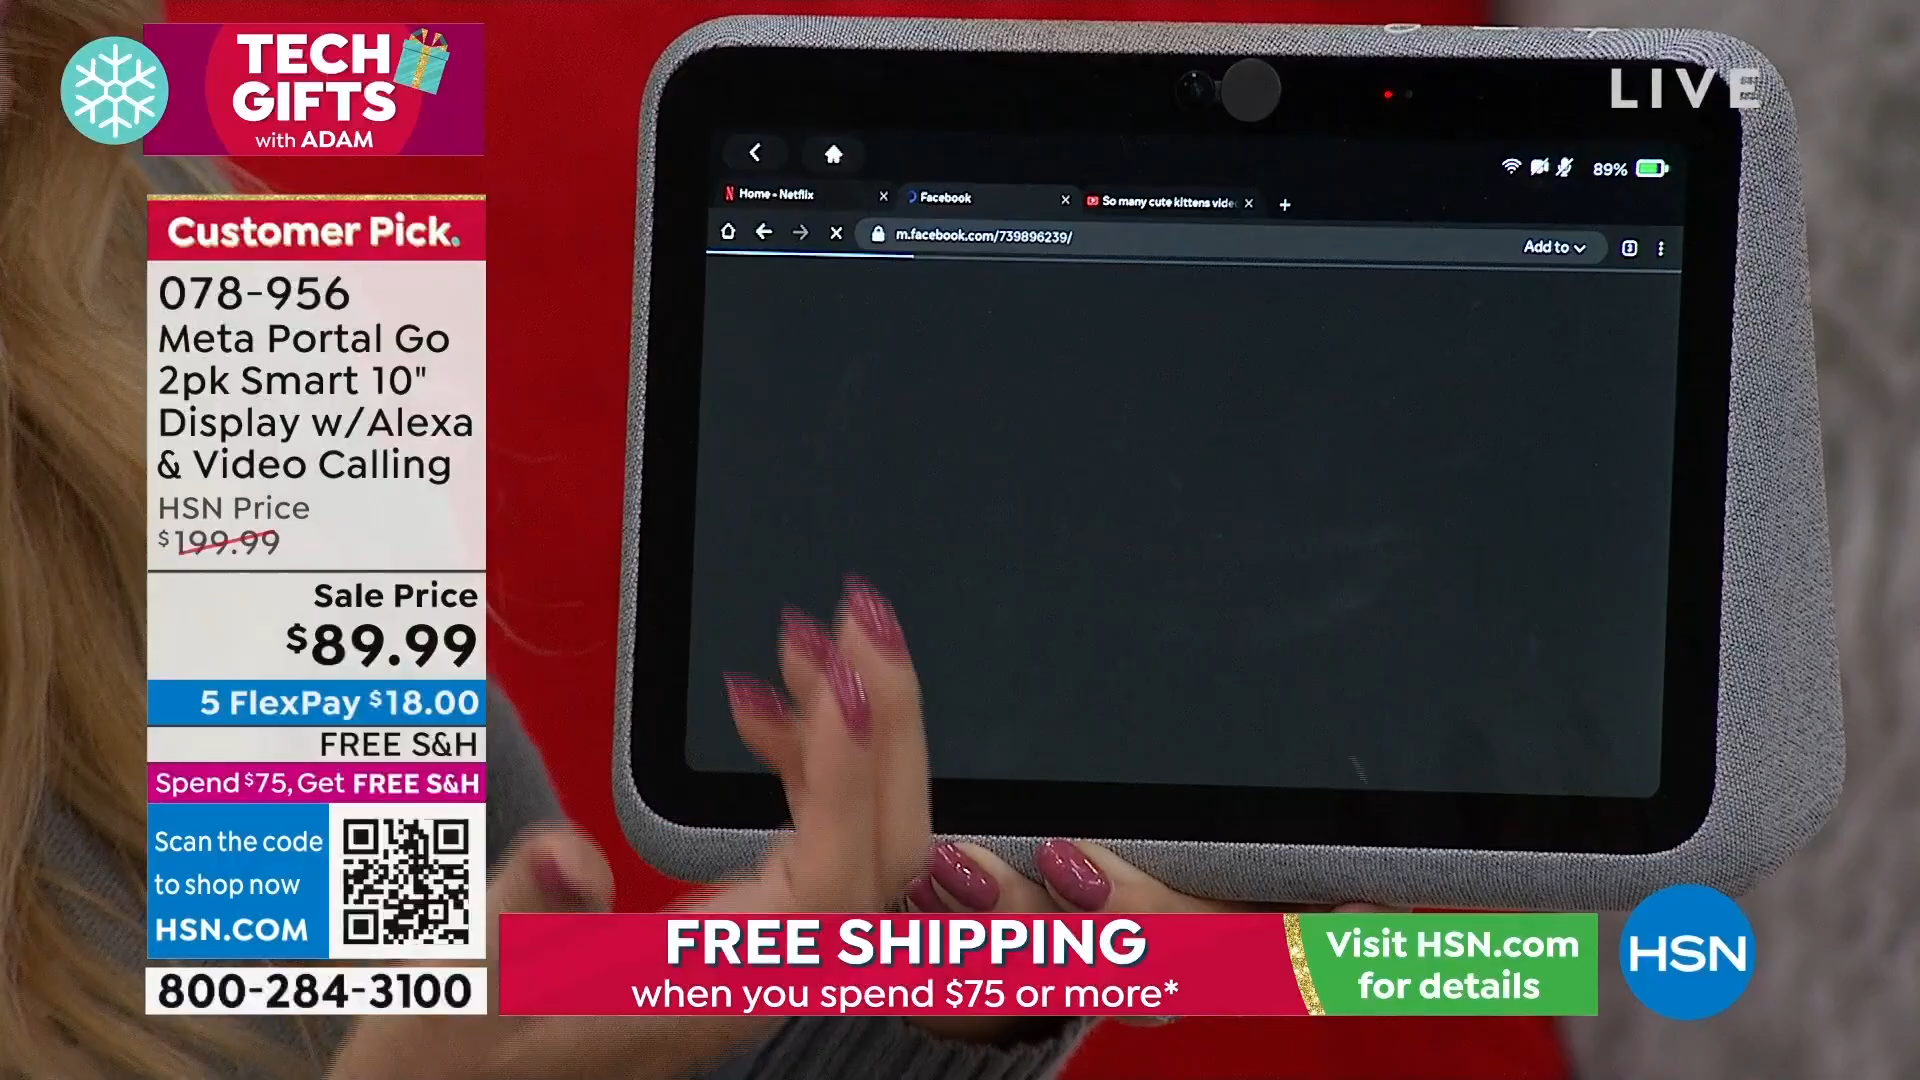 TECH
GIFTS
with ADAM
Customer Pick.
078-956
Meta Portal Go
2pk Smart 10"
Display w/Alexa
& Video Calling
HSN Price
$199.99
Sale Price
$89.99
5 FlexPay $18.00
FREE S&H
Spend $75, Get FREE S&H
Scan the code
to shop now
HSN.COM
800-284-3100
LIVE
89%
Home - Netflix
Facebook
So many cute kittens vide
m.facebook.com/739896239/
Add to
3
FREE SHIPPING
when you spend $75 or more*
Visit HSN.com
for details
HSN